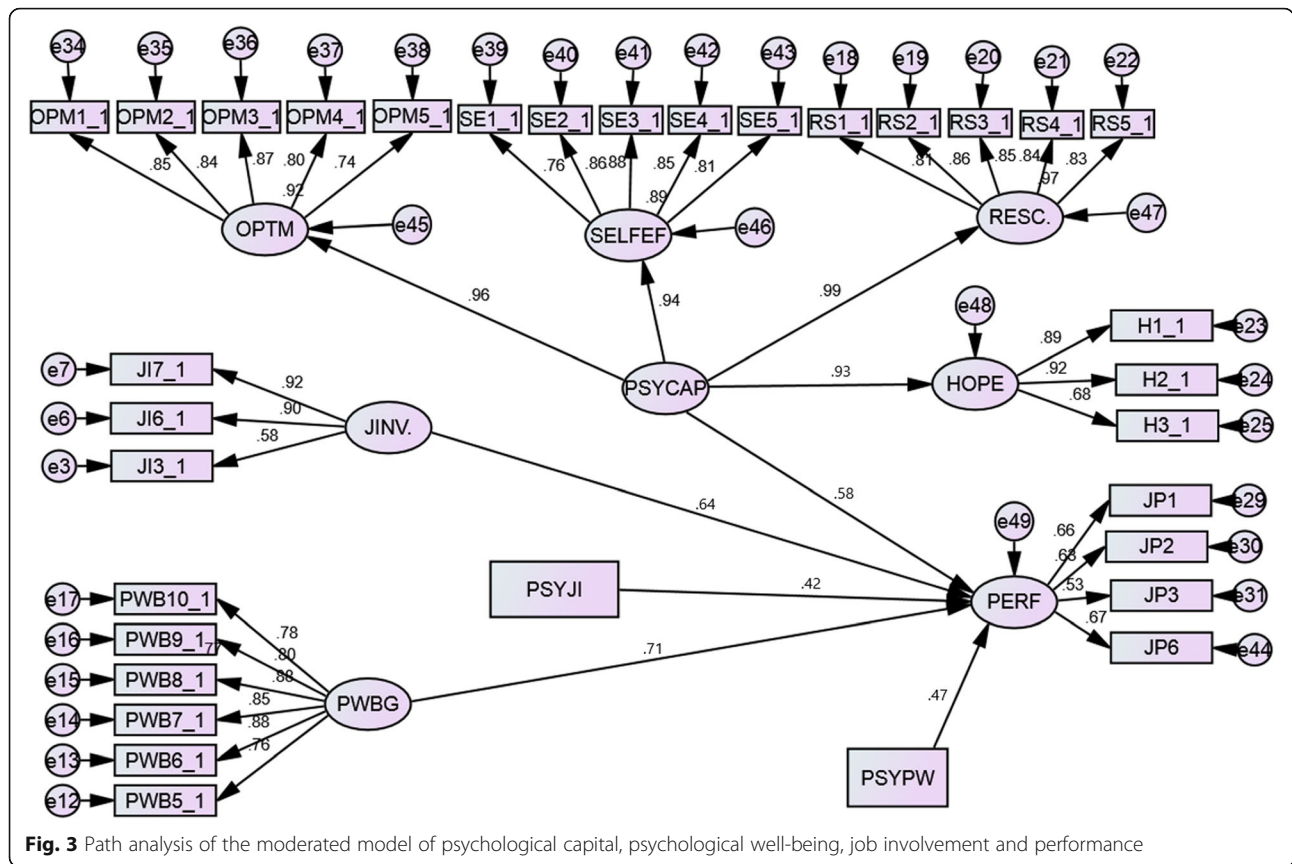 e34 e35 e36 e37 e38 e39 e40 e41 e42 e43 e18 e19 e20 e21 e22
OPM1_1 OPM2_1 OPM3_1 OPM4_1 OPM5_1 SE1_1 SE2_1 SE3_1 SE4_1 SE5_1 RS1_1 RS2_1 RS3_1 RS4_1 RS5_1
.85 .84 .87 .80 .74 .76 .86 .88 .85 .81 .81 .86 .85 .84 .83
.92 .89 .97
OPTM e45 SELFEF e46 RESC. e47
.96 .94 .99
e48
.89 H1_1 e23
e7 JI7_1 .92 PSYCAP .93 HOPE .92 H2_1 e24
e6 JI6_1 .90 JINV. .68 H3_1 e25
e3 JI3_1 .58
.64 .58
e49 .66 JP1 e29
.63 JP2 e30
PSYJI .42 PERF .53 JP3 e31
.67 JP6 e44
e17 PWB10_1 .78
e16 PWB9_1 .77 .80 .71
e15 PWB8_1 .88
e14 PWB7_1 .85 PWBG .47
e13 PWB6_1 .88
e12 PWB5_1 .76
PSYPW
Fig. 3 Path analysis of the moderated model of psychological capital, psychological well-being, job involvement and performance